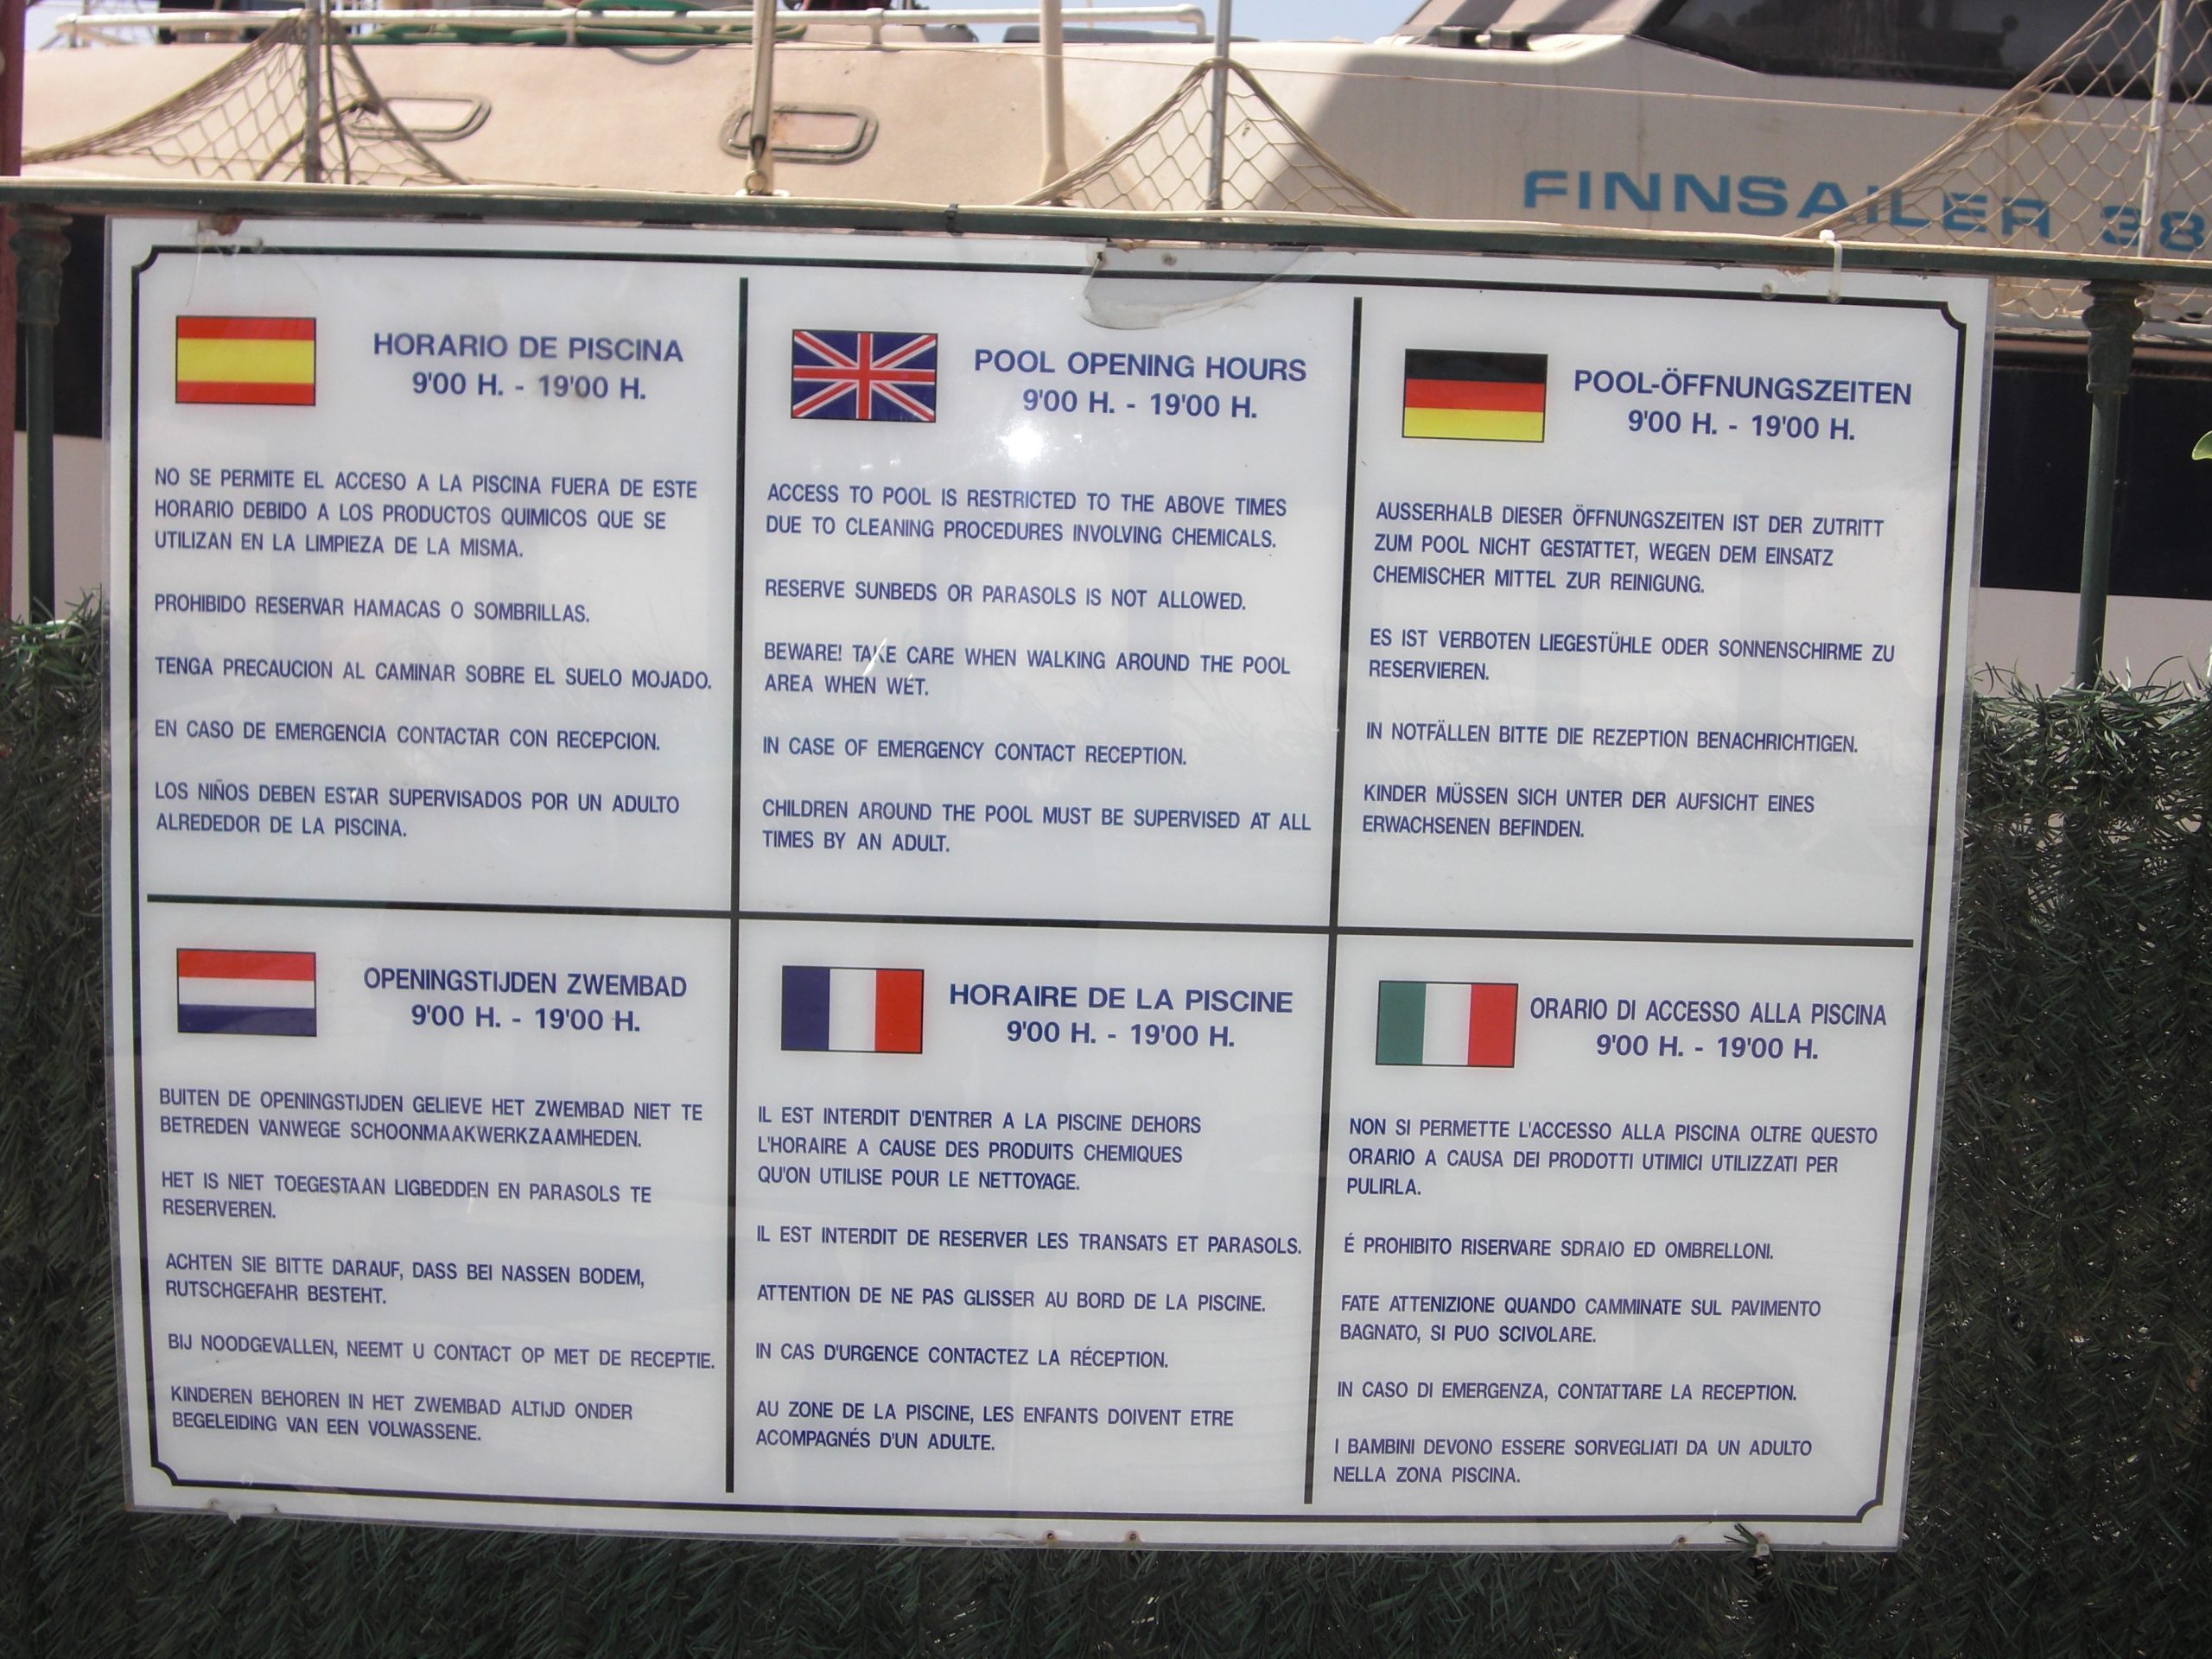 FINNSAILER 38
HORARIO DE PISCINA
9'00 H. - 19'00 H.
NO SE PERMITE EL ACCESO A LA PISCINA FUERA DE ESTE
HORARIO DEBIDO A LOS PRODUCTOS QUIMICOS QUE SE
UTILIZAN EN LA LIMPIEZA DE LA MISMA.
PROHIBIDO RESERVAR HAMACAS O SOMBRILLAS.
TENGA PRECAUCION AL CAMINAR SOBRE EL SUELO MOJADO.
EN CASO DE EMERGENCIA CONTACTAR CON RECEPCION.
LOS NIÑOS DEBEN ESTAR SUPERVISADOS POR UN ADULTO
ALREDEDOR DE LA PISCINA.
POOL OPENING HOURS
9'00 H. - 19'00 H.
ACCESS TO POOL IS RESTRICTED TO THE ABOVE TIMES
DUE TO CLEANING PROCEDURES INVOLVING CHEMICALS.
RESERVE SUNBEDS OR PARASOLS IS NOT ALLOWED.
BEWARE! TAKE CARE WHEN WALKING AROUND THE POOL
AREA WHEN WET.
IN CASE OF EMERGENCY CONTACT RECEPTION.
CHILDREN AROUND THE POOL MUST BE SUPERVISED AT ALL
TIMES BY AN ADULT.
POOL-ÖFFNUNGSZEITEN
9'00 H. - 19'00 H.
AUSSERHALB DIESER ÖFFNUNGSZEITEN IST DER ZUTRITT
ZUM POOL NICHT GESTATTET, WEGEN DEM EINSATZ
CHEMISCHER MITTEL ZUR REINIGUNG.
ES IST VERBOTEN LIEGESTÜHLE ODER SONNENSCHIRME ZU
RESERVIEREN.
IN NOTFÄLLEN BITTE DIE REZEPTION BENACHRICHTIGEN.
KINDER MÜSSEN SICH UNTER DER AUFSICHT EINES
ERWACHSENEN BEFINDEN.
OPENINGSTIJDEN ZWEMBAD
9'00 H. - 19'00 H.
BUITEN DE OPENINGSTIJDEN GELIEVE HET ZWEMBAD NIET TE
BETREDEN VANWEGE SCHOONMAAKWERKZAAMHEDEN.
HET IS NIET TOEGESTAAN LIGBEDDEN EN PARASOLS TE
RESERVEREN.
ACHTEN SIE BITTE DARAUF, DASS BEI NASSEN BODEM,
RUTSCHGEFAHR BESTEHT.
BIJ NOODGEVALLEN, NEEMT U CONTACT OP MET DE RECEPTIE.
KINDEREN BEHOREN IN HET ZWEMBAD ALTIJD ONDER
BEGELEIDING VAN EEN VOLWASSENE.
HORAIRE DE LA PISCINE
9'00 H. - 19'00 H.
IL EST INTERDIT D'ENTRER A LA PISCINE DEHORS
L'HORAIRE A CAUSE DES PRODUITS CHEMIQUES
QU'ON UTILISE POUR LE NETTOYAGE.
IL EST INTERDIT DE RESERVER LES TRANSATS ET PARASOLS.
ATTENTION DE NE PAS GLISSER AU BORD DE LA PISCINE.
IN CAS D'URGENCE CONTACTEZ LA RÉCEPTION.
AU ZONE DE LA PISCINE, LES ENFANTS DOIVENT ETRE
ACOMPAGNÉS D'UN ADULTE.
ORARIO DI ACCESSO ALLA PISCINA
9'00 H. - 19'00 H.
NON SI PERMETTE L'ACCESSO ALLA PISCINA OLTRE QUESTO
ORARIO A CAUSA DEI PRODOTTI UTIMICI UTILIZZATI PER
PULIRLA.
É PROHIBITO RISERVARE SDRAIO ED OMBRELLONI.
FATE ATTENIZIONE QUANDO CAMMINATE SUL PAVIMENTO
BAGNATO, SI PUO SCIVOLARE.
IN CASO DI EMERGENZA, CONTATTARE LA RECEPTION.
I BAMBINI DEVONO ESSERE SORVEGLIATI DA UN ADULTO
NELLA ZONA PISCINA.